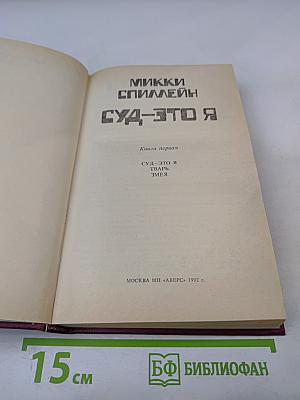 МИККИ
СПИЛЛЕЙН
СУД—ЭТО Я
Книга первая
СУД—ЭТО Я
ТВАРЬ
ЗМЕЯ
МОСКВА МП «АВЕРС» 1992 г.
15 см
БФ БИБЛИОФАН